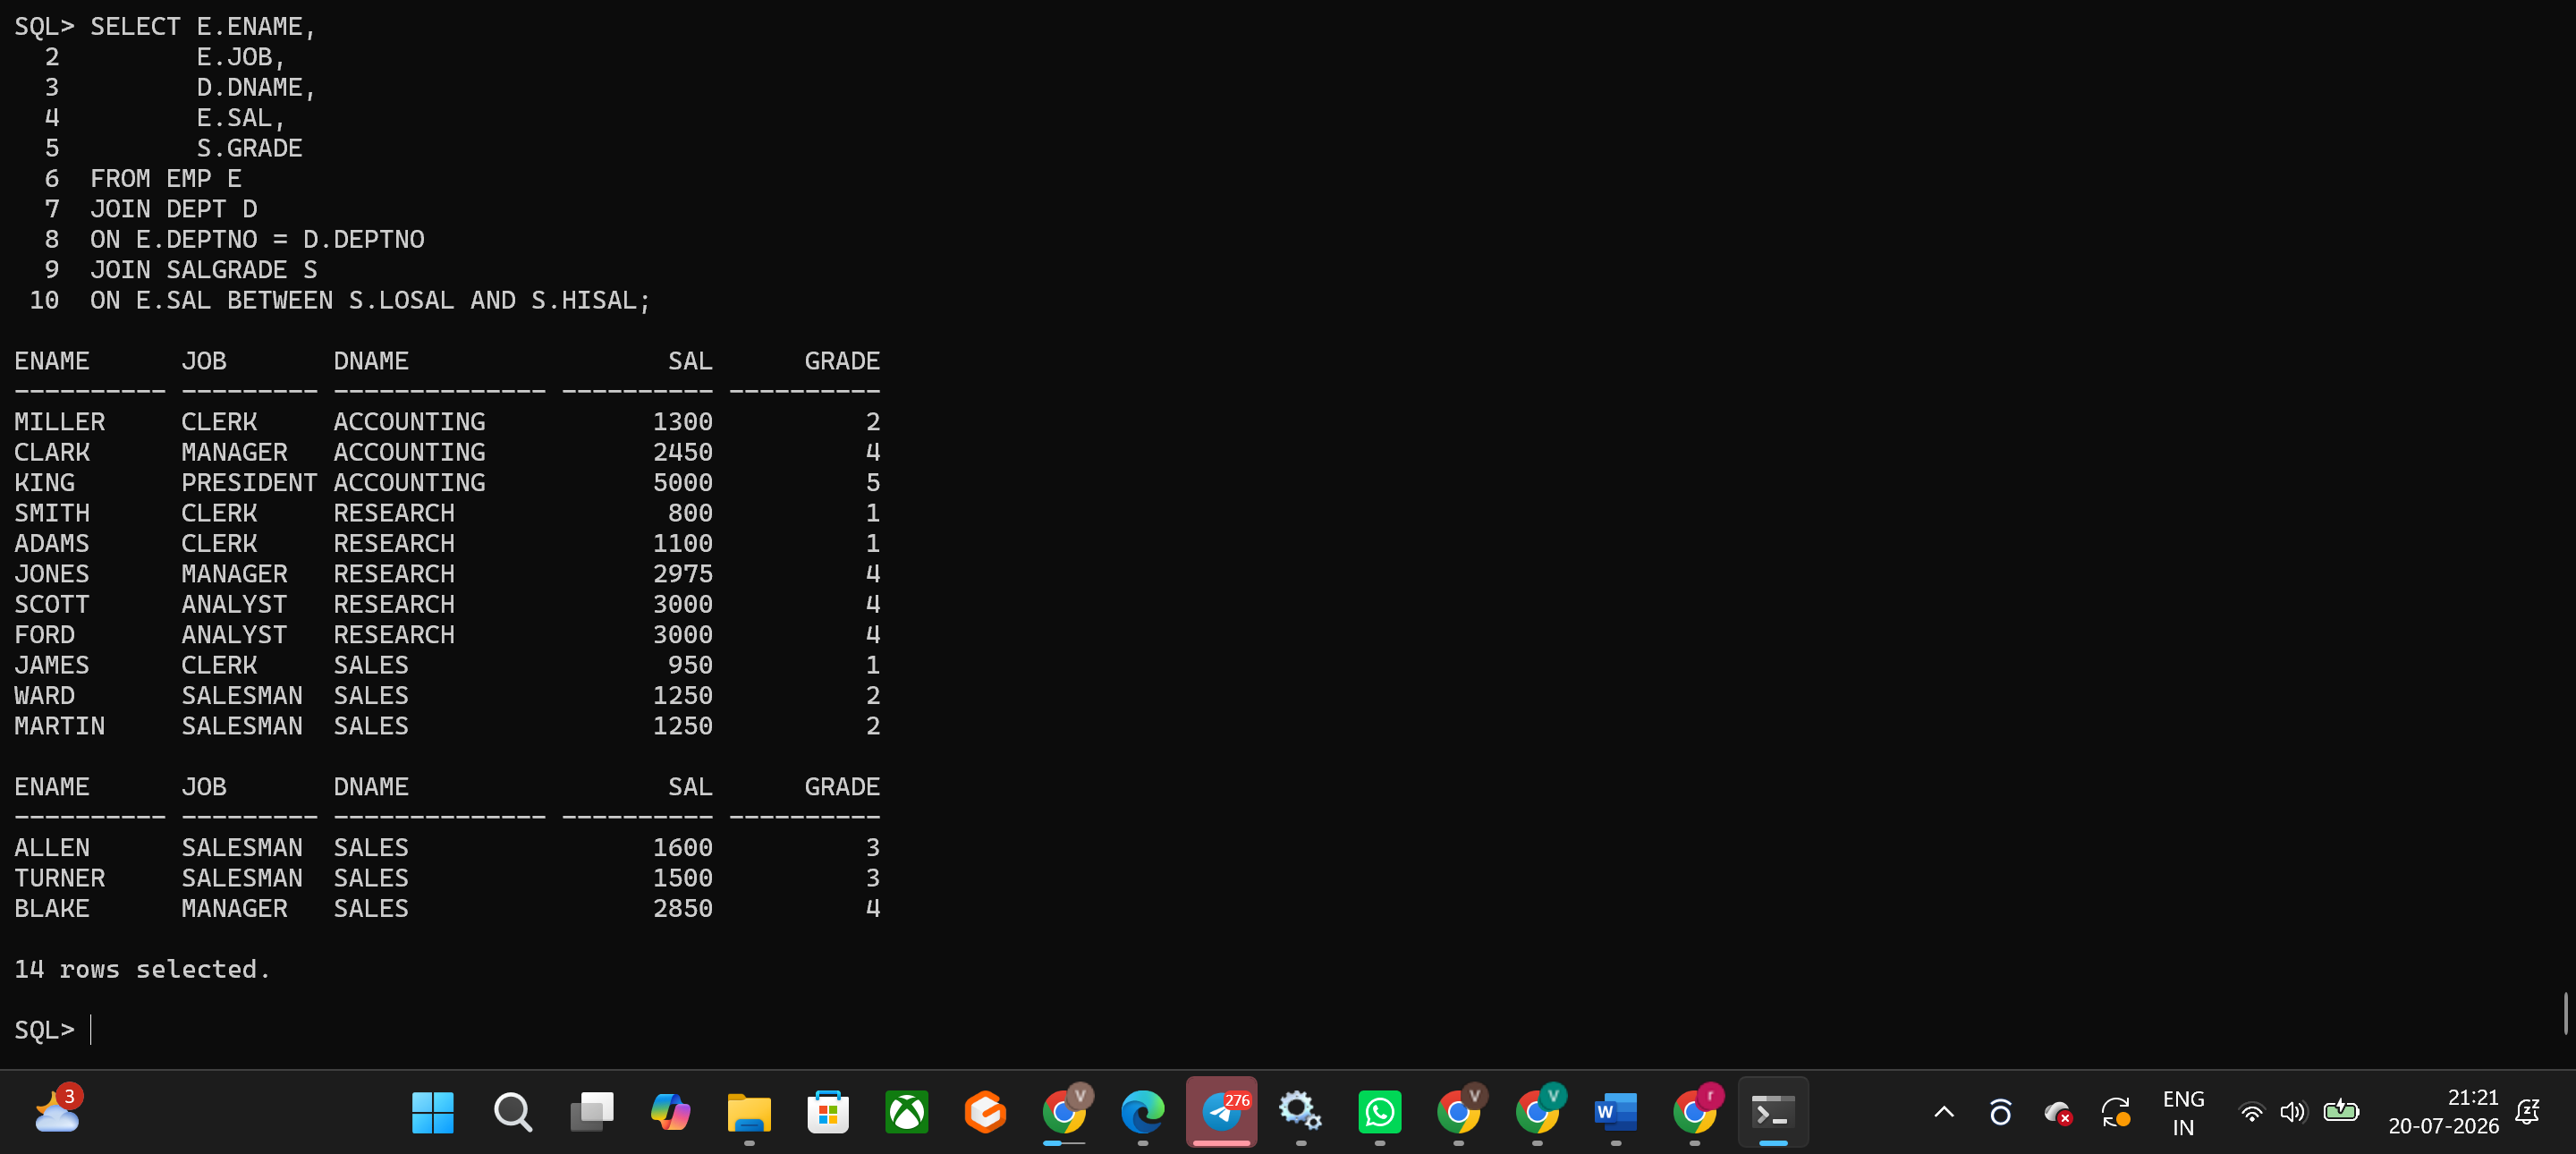 SQL> SELECT E.ENAME,
  2         E.JOB,
  3         D.DNAME,
  4         E.SAL,
  5         S.GRADE
  6  FROM EMP E
  7  JOIN DEPT D
  8  ON E.DEPTNO = D.DEPTNO
  9  JOIN SALGRADE S
 10  ON E.SAL BETWEEN S.LOSAL AND S.HISAL;

ENAME      JOB       DNAME                 SAL      GRADE
---------- --------- -------------- ---------- ----------
MILLER     CLERK     ACCOUNTING           1300          2
CLARK      MANAGER   ACCOUNTING           2450          4
KING       PRESIDENT ACCOUNTING           5000          5
SMITH      CLERK     RESEARCH              800          1
ADAMS      CLERK     RESEARCH             1100          1
JONES      MANAGER   RESEARCH             2975          4
SCOTT      ANALYST   RESEARCH             3000          4
FORD       ANALYST   RESEARCH             3000          4
JAMES      CLERK     SALES                 950          1
WARD       SALESMAN  SALES                1250          2
MARTIN     SALESMAN  SALES                1250          2

ENAME      JOB       DNAME                 SAL      GRADE
---------- --------- -------------- ---------- ----------
ALLEN      SALESMAN  SALES                1600          3
TURNER     SALESMAN  SALES                1500          3
BLAKE      MANAGER   SALES                2850          4

14 rows selected.

SQL>
3
V
276
V
V
W
r
ENG
IN
21:21
20-07-2026